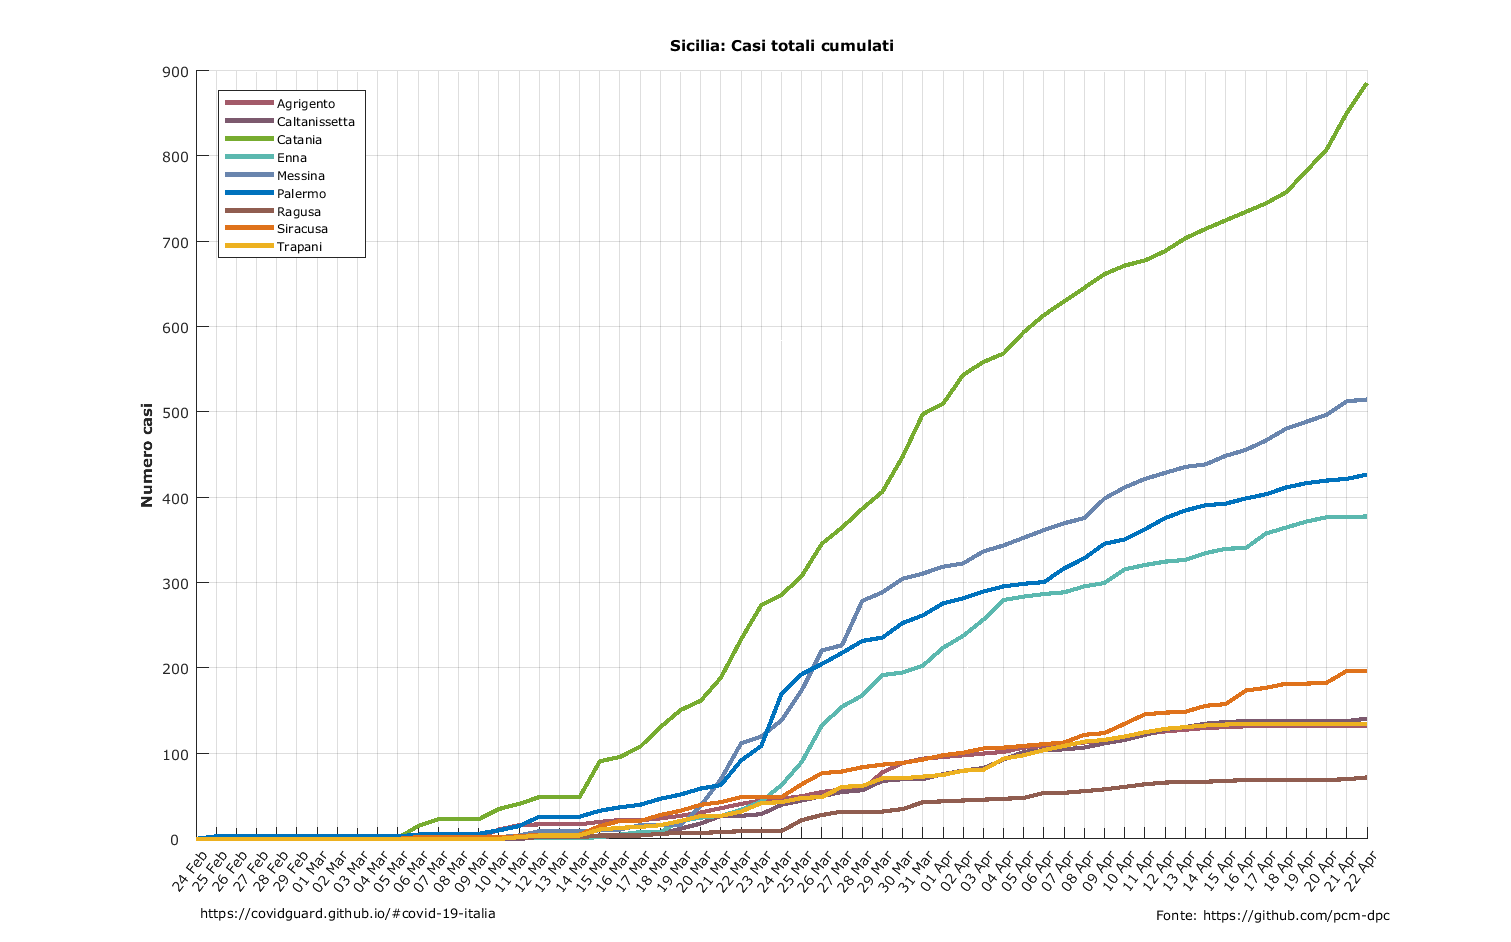 Sicilia: Casi totali cumulati
Numero casi
900
800
700
600
500
400
300
200
100
0
Agrigento
Caltanissetta
Catania
Enna
Messina
Palermo
Ragusa
Siracusa
Trapani
24 Feb
25 Feb
26 Feb
27 Feb
28 Feb
29 Feb
01 Mar
02 Mar
03 Mar
04 Mar
05 Mar
06 Mar
07 Mar
08 Mar
09 Mar
10 Mar
11 Mar
12 Mar
13 Mar
14 Mar
15 Mar
16 Mar
17 Mar
18 Mar
19 Mar
20 Mar
21 Mar
22 Mar
23 Mar
24 Mar
25 Mar
26 Mar
27 Mar
28 Mar
29 Mar
30 Mar
31 Mar
01 Apr
02 Apr
03 Apr
04 Apr
05 Apr
06 Apr
07 Apr
08 Apr
09 Apr
10 Apr
11 Apr
12 Apr
13 Apr
14 Apr
15 Apr
16 Apr
17 Apr
18 Apr
19 Apr
20 Apr
21 Apr
22 Apr
https://covidguard.github.io/#covid-19-italia
Fonte: https://github.com/pcm-dpc